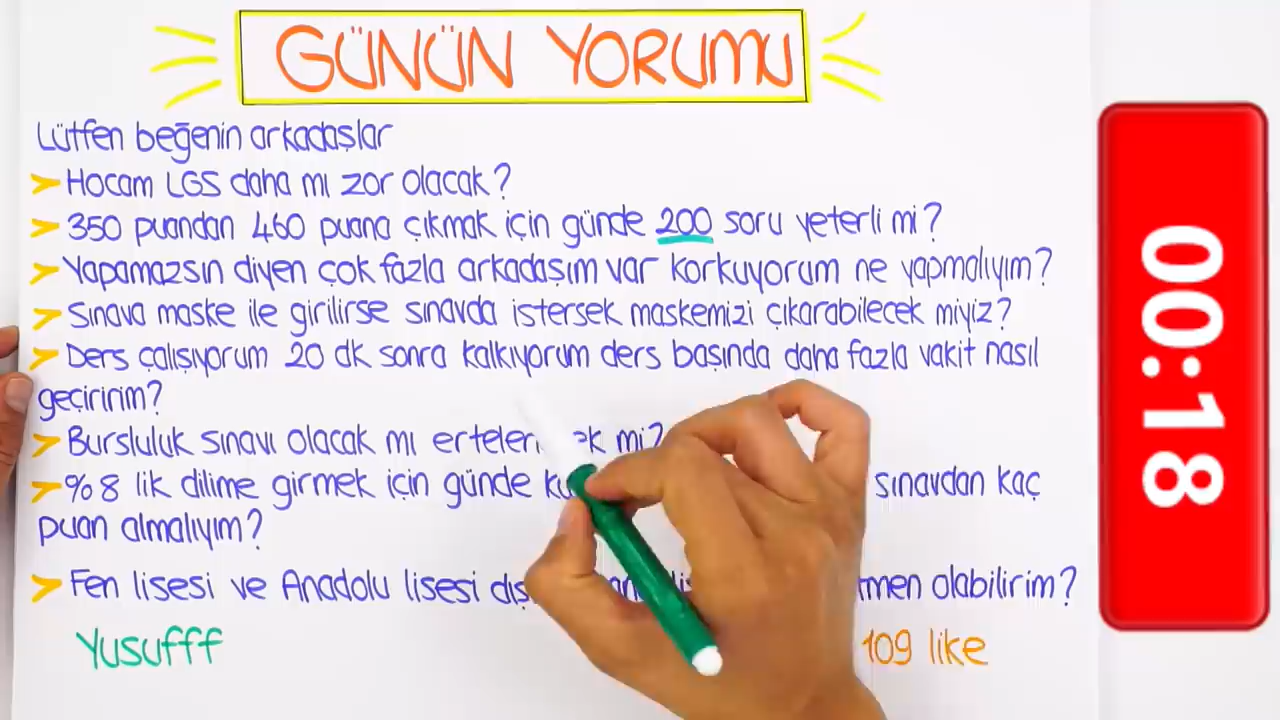 GÜNÜN YORUMU
Lütfen beğenin arkadaşlar
➤ Hocam LGS daha mı zor olacak?
➤ 350 puandan 460 puana çıkmak için günde 200 soru yeterli mi?
➤ Yapamazsın diyen çok fazla arkadaşım var korkuyorum ne yapmalıyım?
➤ Sınava maske ile girilirse sınavda istersek maskemizi çıkarabilecek miyiz?
➤ Ders çalışıyorum 20 dk sonra kalkıyorum ders başında daha fazla vakit nasıl
geçiririm?
➤ Bursluluk sınavı olacak mı mi?
➤ %8 lik dilime girmek için günde sınavdan kaç
puan almalıyım?
➤ Fen lisesi ve Anadolu lisesi olabilirim?
Yusufff
109 like
00:18